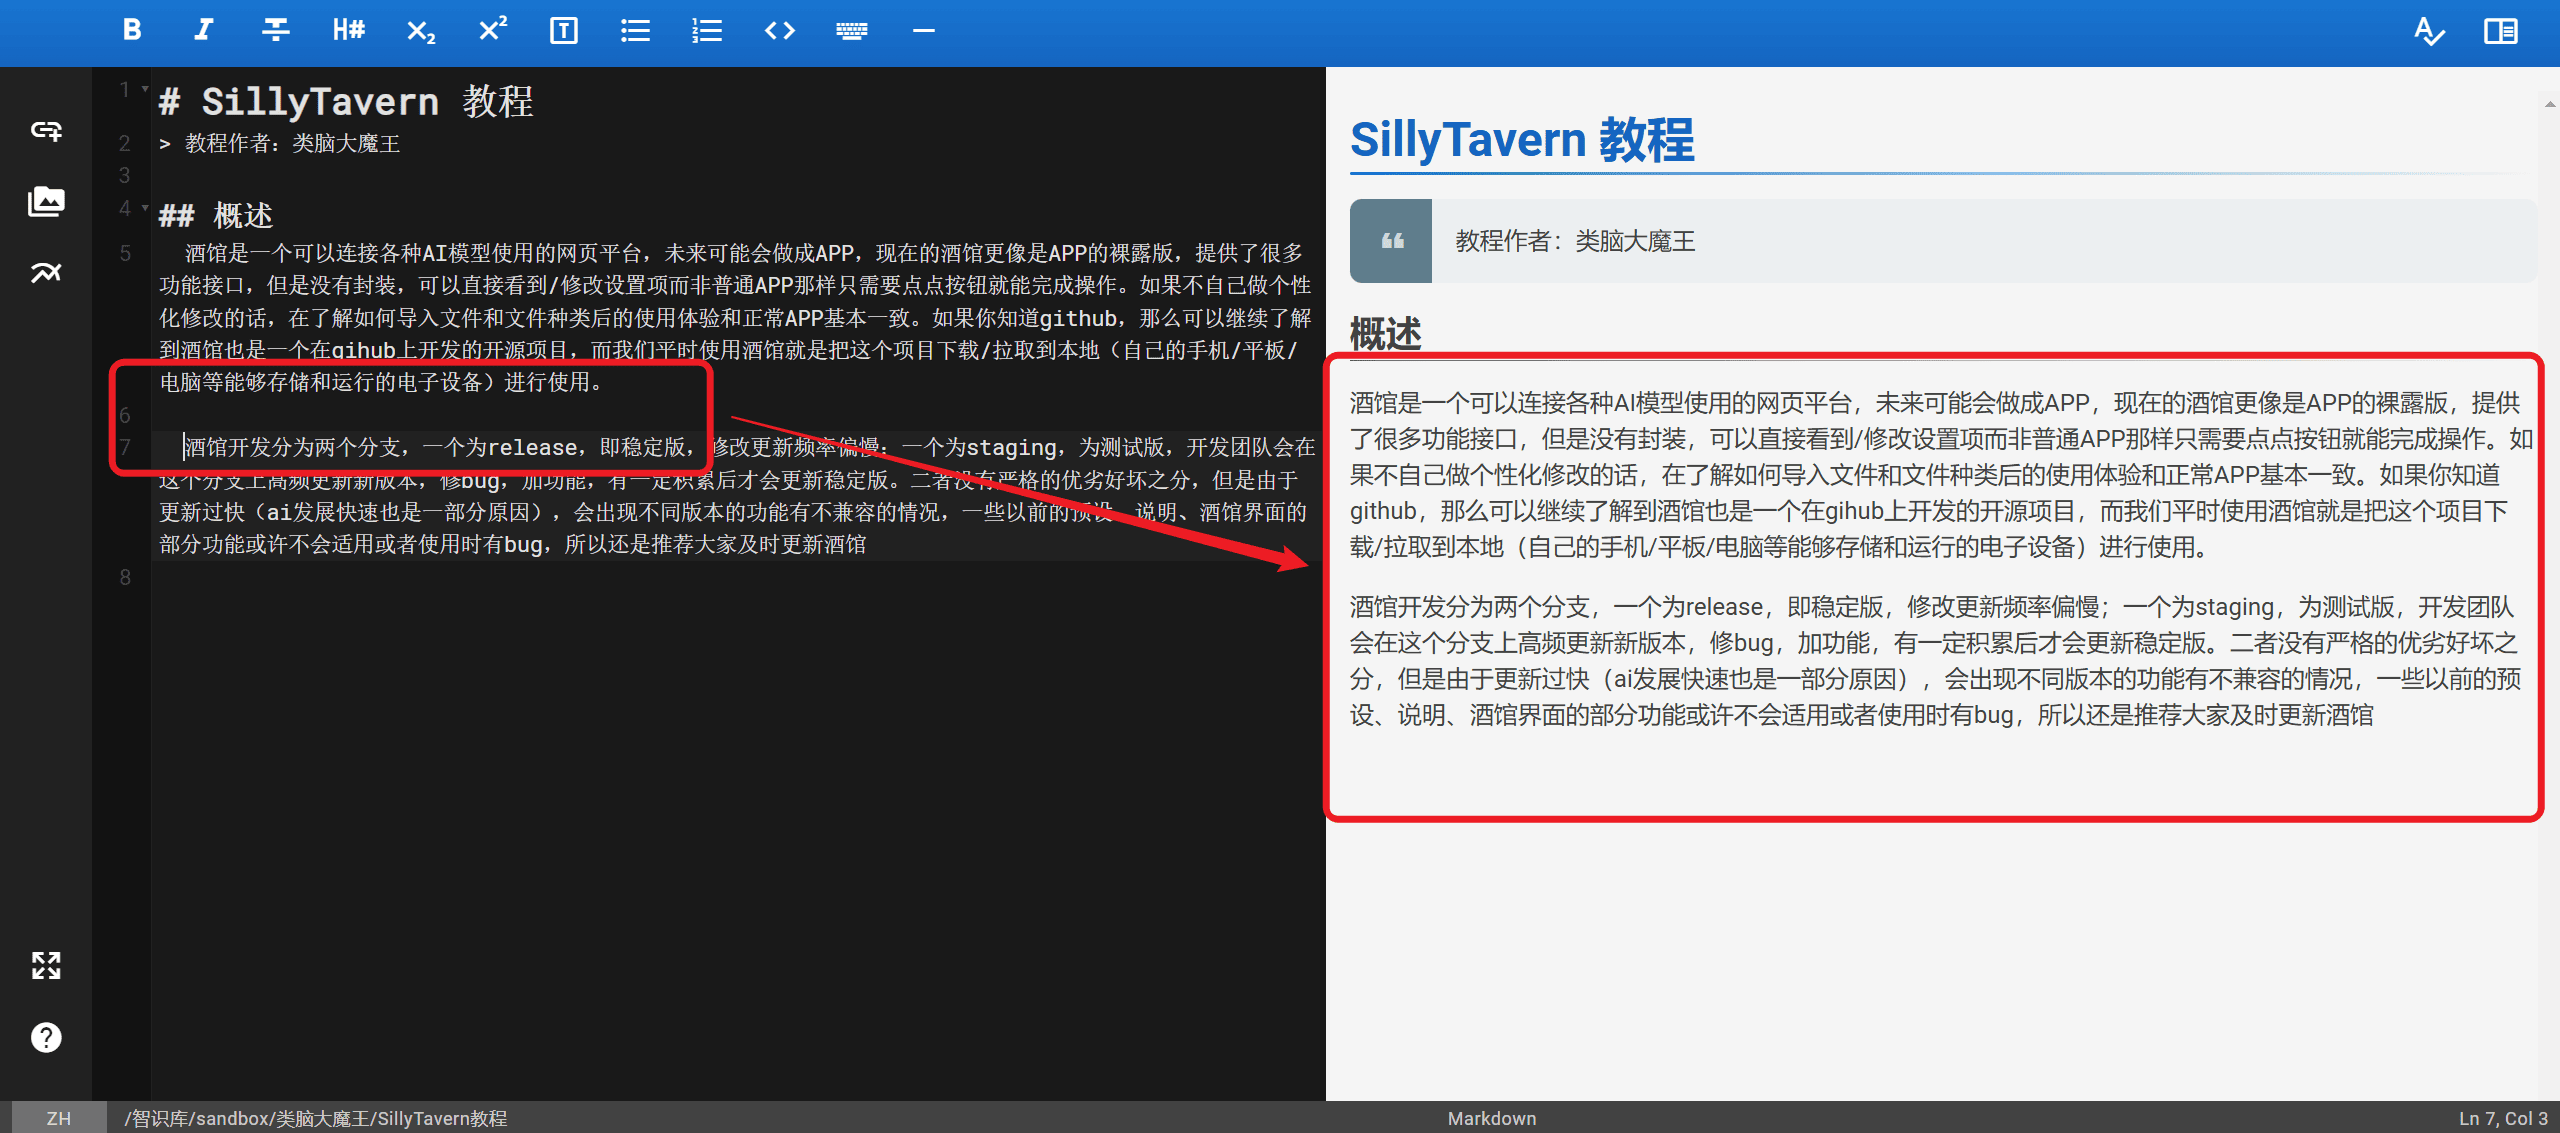 B I S H# X₂ X² T
# SillyTavern 教程
> 教程作者：类脑大魔王
## 概述
酒馆是一个可以连接各种AI模型使用的网页平台，未来可能会做成APP，现在的酒馆更像是APP的裸露版，提供了很多
功能接口，但是没有封装，可以直接看到/修改设置项而非普通APP那样只需要点点按钮就能完成操作。如果不自己做个性
化修改的话，在了解如何导入文件和文件种类后的使用体验和正常APP基本一致。如果你知道github，那么可以继续了解
到酒馆也是一个在gihub上开发的开源项目，而我们平时使用酒馆就是把这个项目下载/拉取到本地（自己的手机/平板/
电脑等能够存储和运行的电子设备）进行使用。
酒馆开发分为两个分支，一个为release，即稳定版，修改更新频率偏慢；一个为staging，为测试版，开发团队会在
这个分支上高频更新新版本，修bug，加功能，有一定积累后才会更新稳定版。二者没有严格的优劣好坏之分，但是由于
更新过快（ai发展快速也是一部分原因），会出现不同版本的功能有不兼容的情况，一些以前的预设、说明、酒馆界面的
部分功能或许不会适用或者使用时有bug，所以还是推荐大家及时更新酒馆
1
2
3
4
5
6
7
8
SillyTavern 教程
教程作者：类脑大魔王
概述
酒馆是一个可以连接各种AI模型使用的网页平台，未来可能会做成APP，现在的酒馆更像是APP的裸露版，提供
了很多功能接口，但是没有封装，可以直接看到/修改设置项而非普通APP那样只需要点点按钮就能完成操作。如
果不自己做个性化修改的话，在了解如何导入文件和文件种类后的使用体验和正常APP基本一致。如果你知道
github，那么可以继续了解到酒馆也是一个在gihub上开发的开源项目，而我们平时使用酒馆就是把这个项目下
载/拉取到本地（自己的手机/平板/电脑等能够存储和运行的电子设备）进行使用。
酒馆开发分为两个分支，一个为release，即稳定版，修改更新频率偏慢；一个为staging，为测试版，开发团队
会在这个分支上高频更新新版本，修bug，加功能，有一定积累后才会更新稳定版。二者没有严格的优劣好坏之
分，但是由于更新过快（ai发展快速也是一部分原因），会出现不同版本的功能有不兼容的情况，一些以前的预
设、说明、酒馆界面的部分功能或许不会适用或者使用时有bug，所以还是推荐大家及时更新酒馆
ZH
/智识库/sandbox/类脑大魔王/SillyTavern教程
Markdown
Ln 7, Col 3